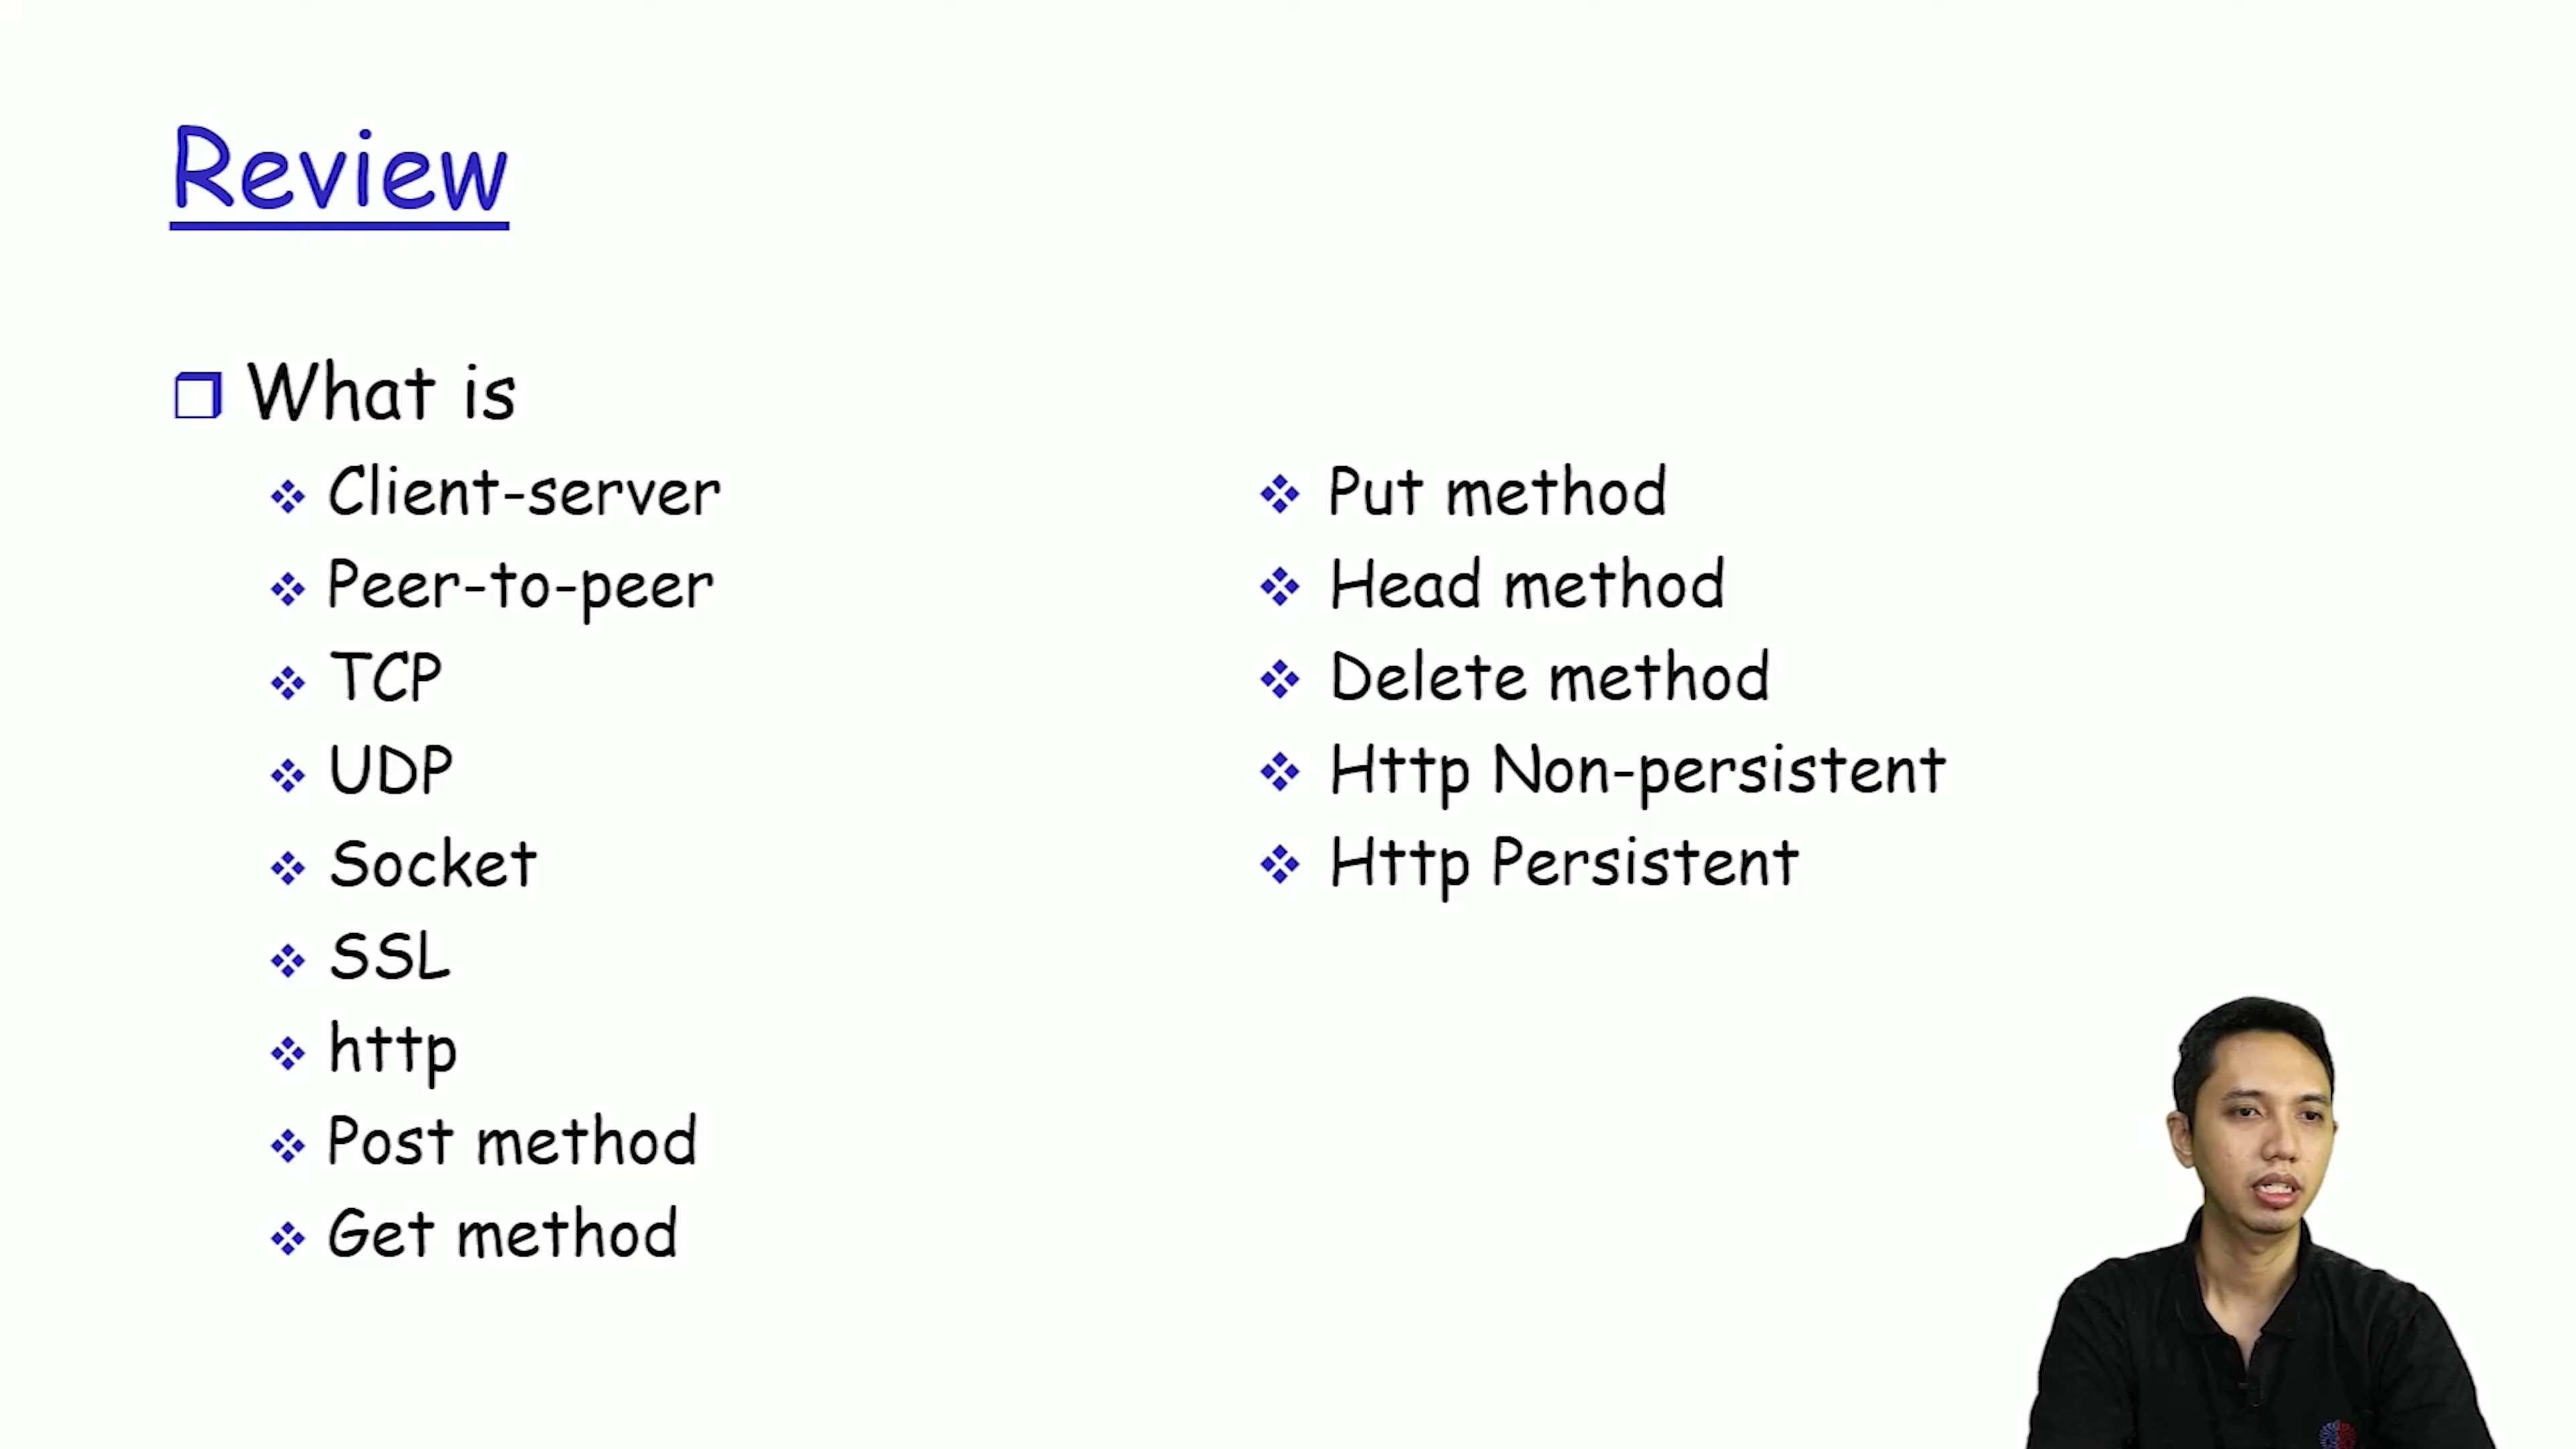 Review
What is
Client-server
Peer-to-peer
TCP
UDP
Socket
SSL
http
Post method
Get method
Put method
Head method
Delete method
Http Non-persistent
Http Persistent